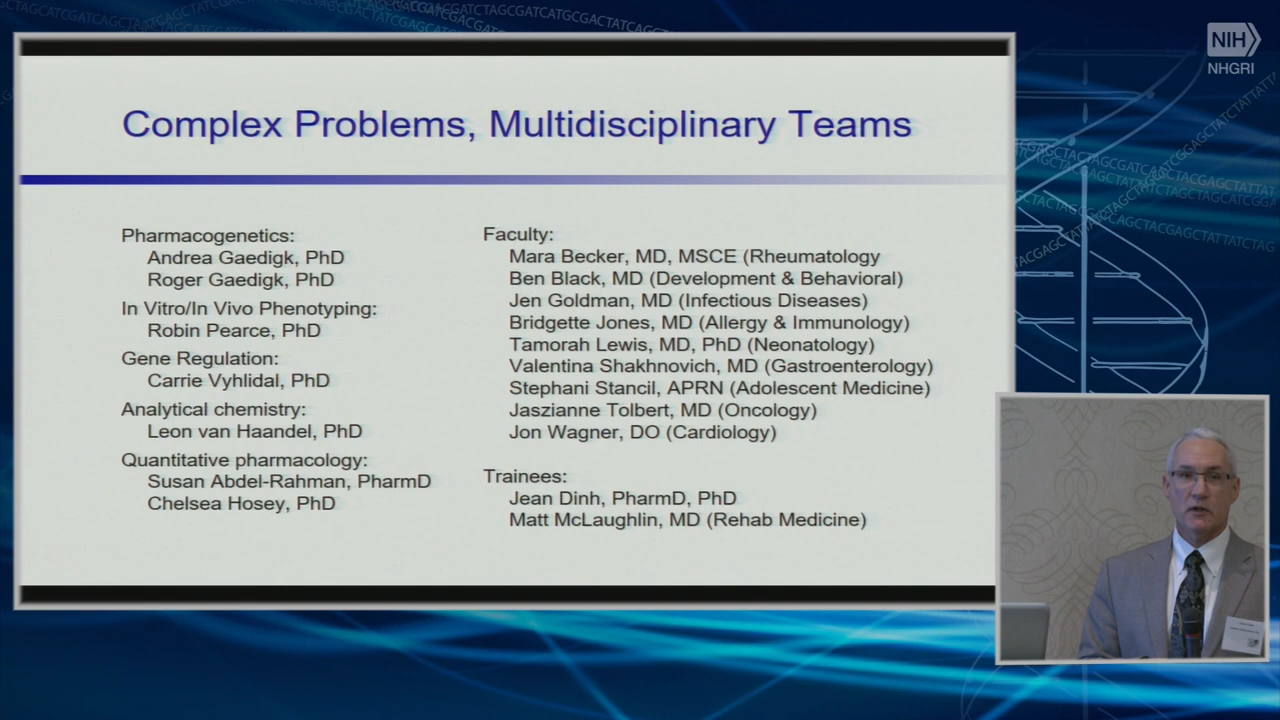 NIH
NHGRI
Complex Problems, Multidisciplinary Teams
Pharmacogenetics:
Andrea Gaedigk, PhD
Roger Gaedigk, PhD
In Vitro/In Vivo Phenotyping:
Robin Pearce, PhD
Gene Regulation:
Carrie Vyhlidal, PhD
Analytical chemistry:
Leon van Haandel, PhD
Quantitative pharmacology:
Susan Abdel-Rahman, PharmD
Chelsea Hosey, PhD
Faculty:
Mara Becker, MD, MSCE (Rheumatology
Ben Black, MD (Development & Behavioral)
Jen Goldman, MD (Infectious Diseases)
Bridgette Jones, MD (Allergy & Immunology)
Tamorah Lewis, MD, PhD (Neonatology)
Valentina Shakhnovich, MD (Gastroenterology)
Stephani Stancil, APRN (Adolescent Medicine)
Jaszianne Tolbert, MD (Oncology)
Jon Wagner, DO (Cardiology)
Trainees:
Jean Dinh, PharmD, PhD
Matt McLaughlin, MD (Rehab Medicine)